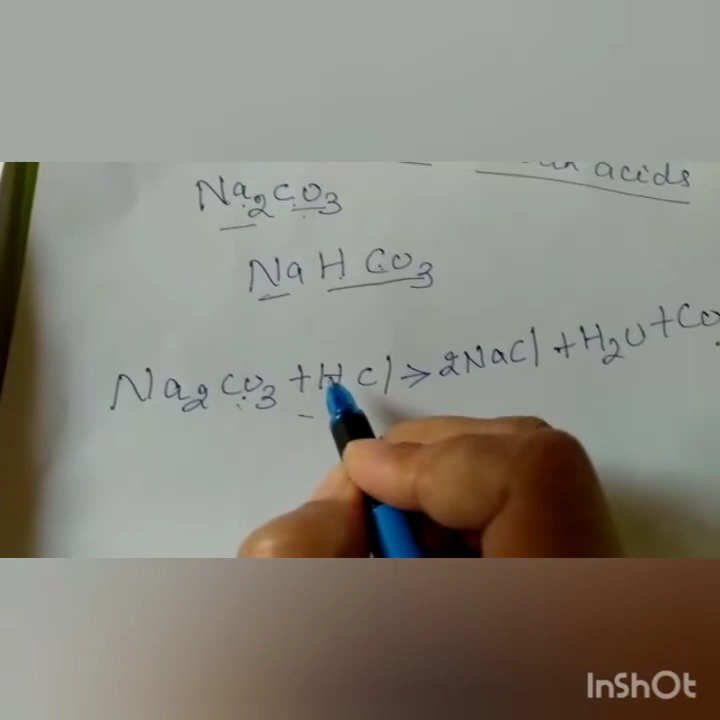 acids
Na2CO3
NaHCO3
Na2CO3 + HCl > 2NaCl + H2O + CO
InShOt